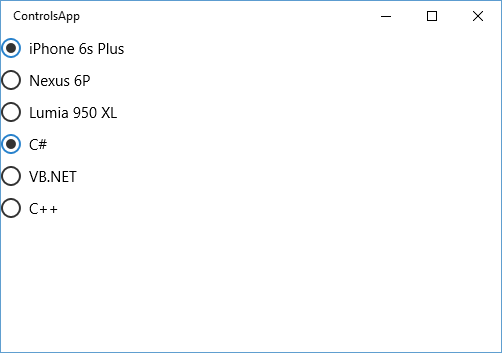 ControlsApp
iPhone 6s Plus
Nexus 6P
Lumia 950 XL
C#
VB.NET
C++